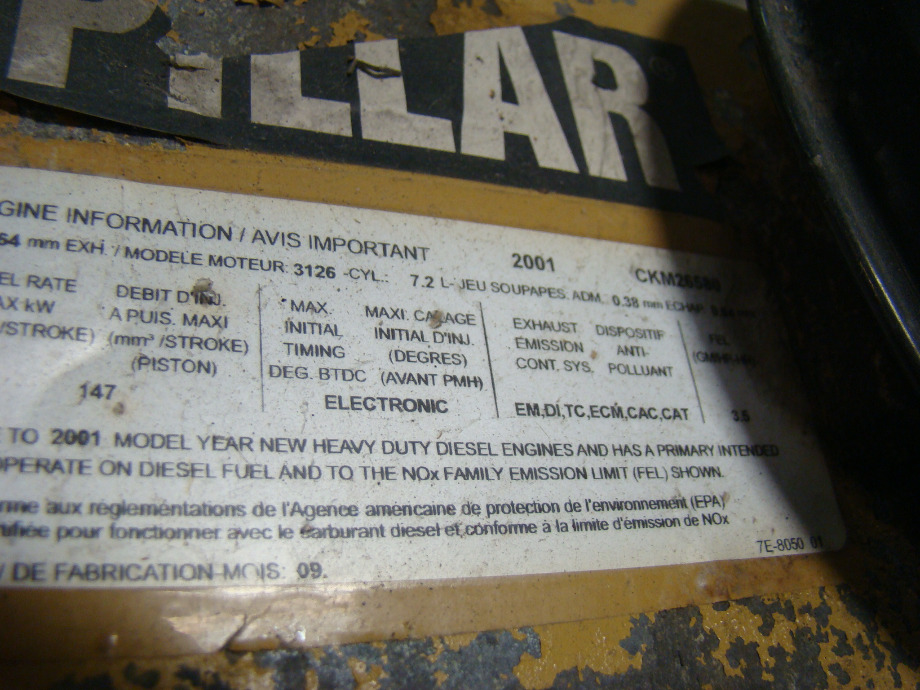 PILLAR
GINE INFORMATION / AVIS IMPORTANT 2001
64 mm EXH. / MODELE MOTEUR: 3126 -CYL.: 7.2 L- JEU SOUPAPES. ADM.. 0.38 mm ECHAP.
EL RATE DEBIT D'INJ. MAX. MAXI. CALAGE EXHAUST DISPOSITIF FEL
AX kW A PUIS. MAXI INITIAL INITIAL D'INJ. EMISSION ANTI-
/STROKE) (mm³ /STROKE) TIMING (DEGRES) CONT. SYS. POLLUANT
(PISTON) DEG. BTDC (AVANT PMH)
147 ELECTRONIC EM,DI,TC,ECM,CAC,CAT 3.5
E TO 2001 MODEL YEAR NEW HEAVY DUTY DIESEL ENGINES AND HAS A PRIMARY INTENDED
OPERATE ON DIESEL FUEL AND TO THE NOx FAMILY EMISSION LIMIT (FEL) SHOWN.
rme aux réglementations de l'Agence americaine de protection de l'environnement (EPA)
tifiée pour fonctionner avec le carburant diesel et conforme à la limite d'émission de NOx
7E-8050 01
/ DE FABRICATION-MOIS: 09.